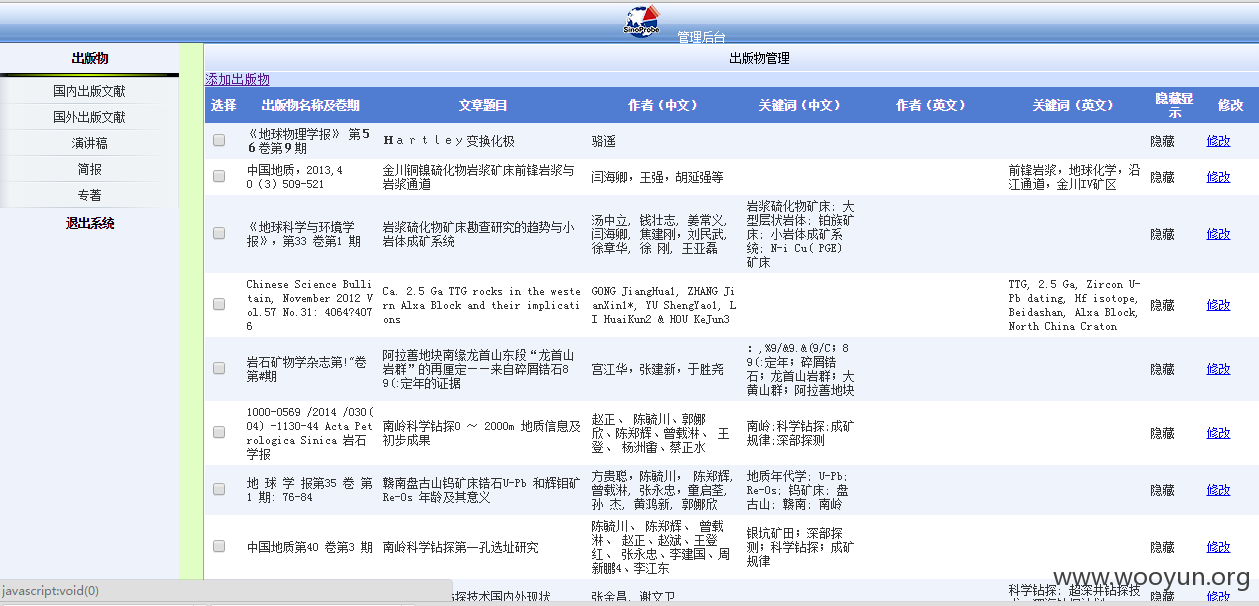 SinoProbe
管理后台
出版物
国内出版文献
国外出版文献
演讲稿
简报
专著
退出系统
出版物管理
添加出版物
选择 出版物名称及卷期 文章题目 作者（中文） 关键词（中文） 作者（英文） 关键词（英文） 隐藏显示 修改
《地球物理学报》 第5
6卷第9期
Ｈａｒｔｌｅｙ变换化极
骆遥
隐藏 修改
中国地质，2013,4
0（3）509-521
金川铜镍硫化物岩浆矿床前锋岩浆与
岩浆通道
闫海卿，王强，胡延强等
前锋岩浆，地球化学，沿
江通道，金川IV矿区
隐藏 修改
《地球科学与环境学
报》，第33 卷第1 期
岩浆硫化物矿床勘查研究的趋势与小
岩体成矿系统
汤中立, 钱壮志, 姜常义,
闫海卿, 焦建刚，刘民武,
徐章华, 徐 刚, 王亚磊
岩浆硫化物矿床; 大
型层状岩体; 铂族矿
床; 小岩体成矿系
统; N-i Cu( PGE)
矿床
隐藏 修改
Chinese Science Bulli
tain, November 2012 V
ol.57 No.31: 4064?407
6
Ca. 2.5 Ga TTG rocks in the weste
rn Alxa Block and their implicati
ons
GONG JiangHua1, ZHANG Ji
anXin1*, YU ShengYao1, L
I HuaiKun2 & HOU KeJun3
TTG, 2.5 Ga, Zircon U-
Pb dating, Hf isotope,
Beidashan, Alxa Block,
North China Craton
隐藏 修改
岩石矿物学杂志第!"卷
第#期
阿拉善地块南缘龙首山东段“龙首山
岩群”的再厘定——来自碎屑锆石8
9(:定年的证据
宫江华，张建新，于胜尧
：,%9/&9.&(9/C；8
9(:定年；碎屑锆
石；龙首山岩群；大
黄山群；阿拉善地块
隐藏 修改
1000-0569 /2014 /030(
04) -1130-44 Acta Pet
rologica Sinica 岩石
学报
南岭科学钻探0 ～ 2000m 地质信息及
初步成果
赵正、 陈毓川、郭娜
欣、陈郑辉、曾载淋、 王
登、 杨洲畬、蔡正水
南岭;科学钻探;成矿
规律;深部探测
隐藏 修改
地 球 学 报第35 卷 第
1 期: 76-84
赣南盘古山钨矿床锆石U-Pb 和辉钼矿
Re-Os 年龄及其意义
方贵聪，陈毓川， 陈郑辉,
曾载淋, 张永忠，童启荃,
孙 杰, 黄鸿新, 郭娜欣
地质年代学; U-Pb;
Re-Os; 钨矿床; 盘
古山; 赣南; 南岭
隐藏 修改
中国地质第40 卷第3 期
南岭科学钻探第一孔选址研究
陈毓川、 陈郑辉、 曾载
淋、 赵正、赵斌、王登
红、 张永忠、李建国、周
新鹏4、李江东
银坑矿田；深部探
测；科学钻探；成矿
规律
隐藏 修改
探技术国内外现状
张金昌，谢文卫
科学钻探；超深井钻探技
隐藏 修改
javascript:void(0)
www.wooyun.org